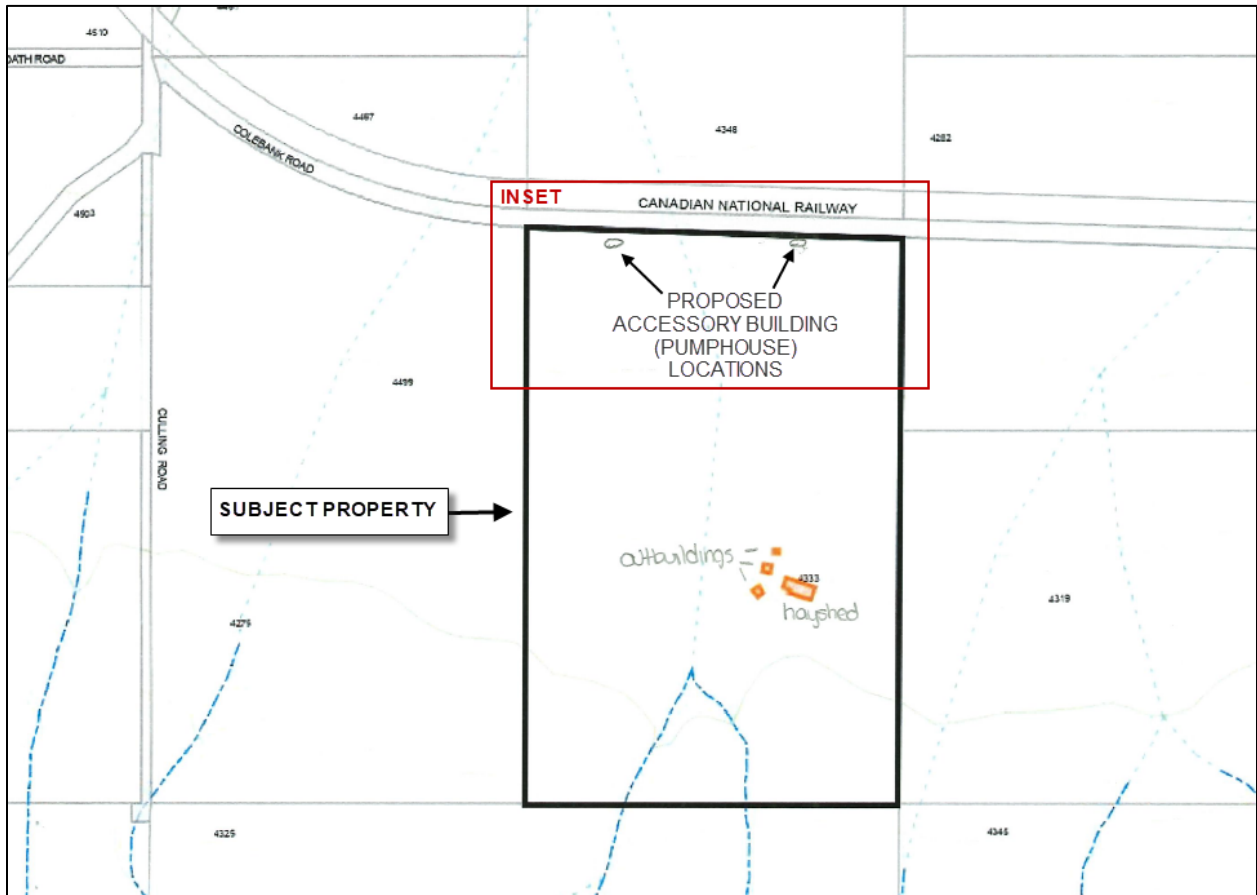 4510
OATH ROAD
4467
4348
4282
COLEBANK ROAD
INSET
CANADIAN NATIONAL RAILWAY
4903
PROPOSED
ACCESSORY BUILDING
(PUMPHOUSE)
LOCATIONS
4499
CULLING ROAD
SUBJECT PROPERTY
outbuildings
4333
hayshed
4319
4275
4325
4345